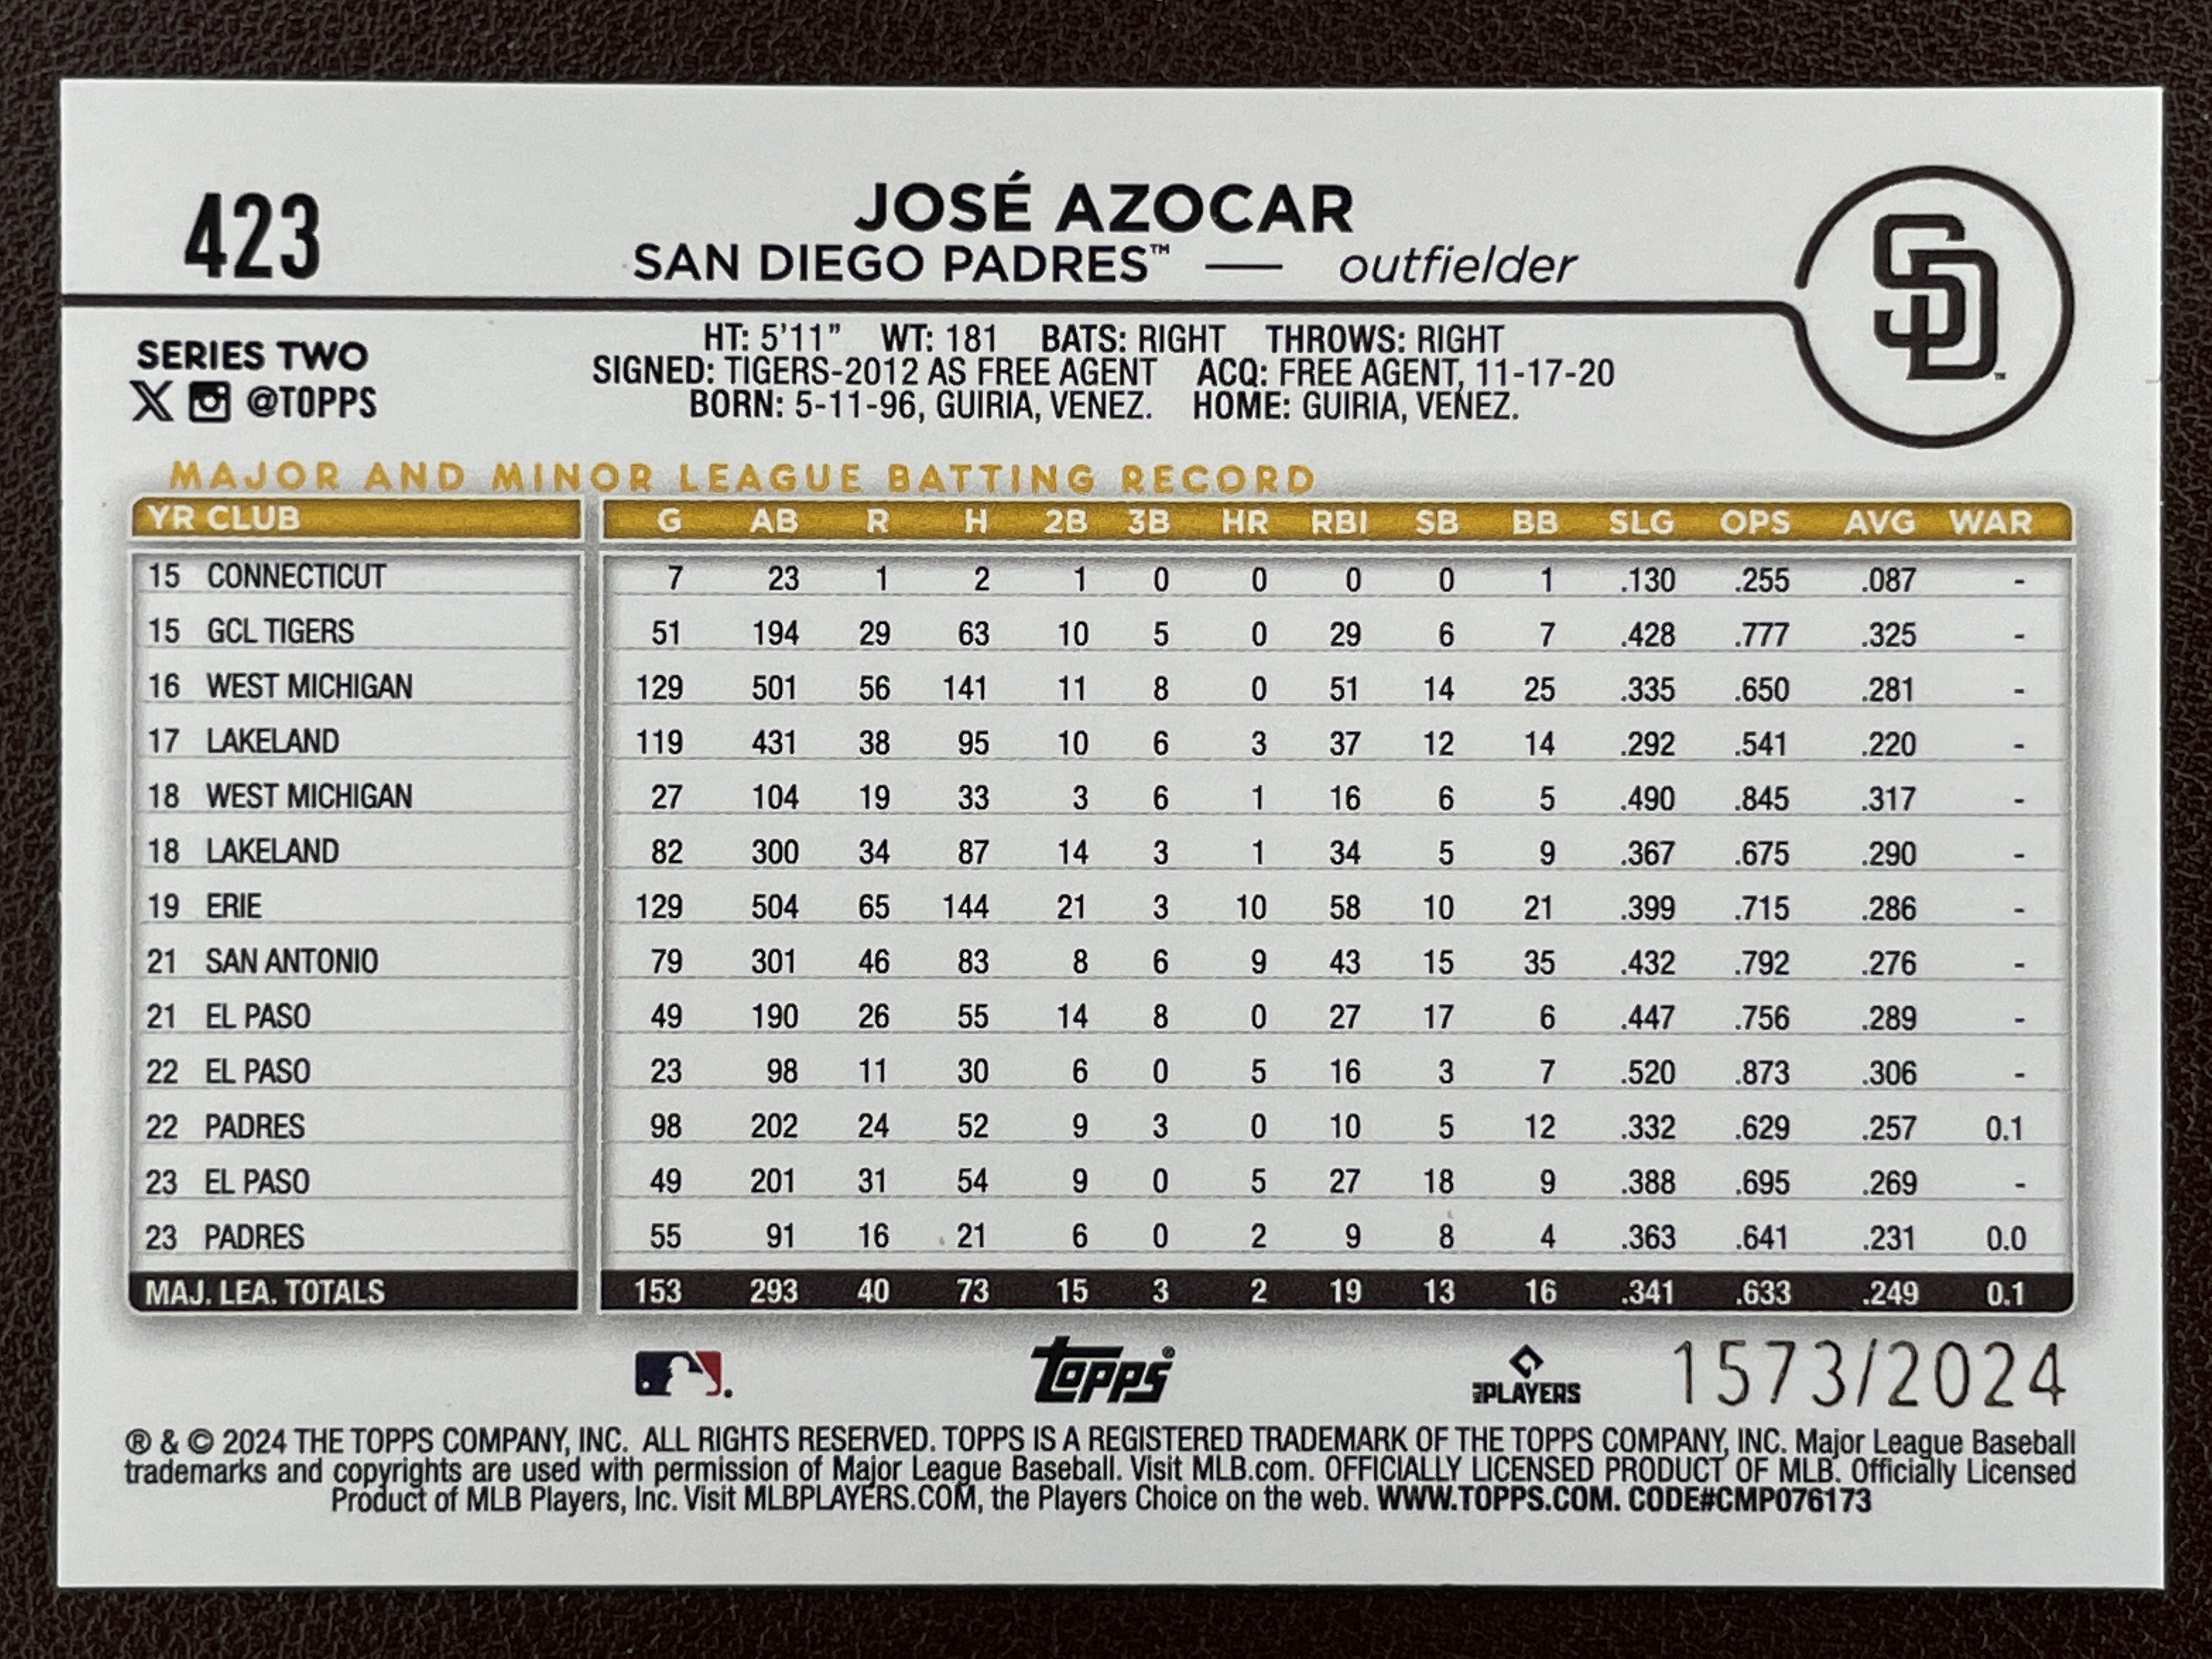 423
JOSÉ AZOCAR
SAN DIEGO PADRES™ — outfielder
SD™
SERIES TWO
X @TOPPS
HT: 5'11" WT: 181 BATS: RIGHT THROWS: RIGHT
SIGNED: TIGERS-2012 AS FREE AGENT ACQ: FREE AGENT, 11-17-20
BORN: 5-11-96, GUIRIA, VENEZ. HOME: GUIRIA, VENEZ.
MAJOR AND MINOR LEAGUE BATTING RECORD
YR CLUB G AB R H 2B 3B HR RBI SB BB SLG OPS AVG WAR
15 CONNECTICUT 7 23 1 2 1 0 0 0 0 1 .130 .255 .087 -
15 GCL TIGERS 51 194 29 63 10 5 0 29 6 7 .428 .777 .325 -
16 WEST MICHIGAN 129 501 56 141 11 8 0 51 14 25 .335 .650 .281 -
17 LAKELAND 119 431 38 95 10 6 3 37 12 14 .292 .541 .220 -
18 WEST MICHIGAN 27 104 19 33 3 6 1 16 6 5 .490 .845 .317 -
18 LAKELAND 82 300 34 87 14 3 1 34 5 9 .367 .675 .290 -
19 ERIE 129 504 65 144 21 3 10 58 10 21 .399 .715 .286 -
21 SAN ANTONIO 79 301 46 83 8 6 9 43 15 35 .432 .792 .276 -
21 EL PASO 49 190 26 55 14 8 0 27 17 6 .447 .756 .289 -
22 EL PASO 23 98 11 30 6 0 5 16 3 7 .520 .873 .306 -
22 PADRES 98 202 24 52 9 3 0 10 5 12 .332 .629 .257 0.1
23 EL PASO 49 201 31 54 9 0 5 27 18 9 .388 .695 .269 -
23 PADRES 55 91 16 21 6 0 2 9 8 4 .363 .641 .231 0.0
MAJ. LEA. TOTALS 153 293 40 73 15 3 2 19 13 16 .341 .633 .249 0.1
topps® PLAYERS 1573/2024
® & © 2024 THE TOPPS COMPANY, INC. ALL RIGHTS RESERVED. TOPPS IS A REGISTERED TRADEMARK OF THE TOPPS COMPANY, INC. Major League Baseball
trademarks and copyrights are used with permission of Major League Baseball. Visit MLB.com. OFFICIALLY LICENSED PRODUCT OF MLB. Officially Licensed
Product of MLB Players, Inc. Visit MLBPLAYERS.COM, the Players Choice on the web. WWW.TOPPS.COM. CODE#CMP076173